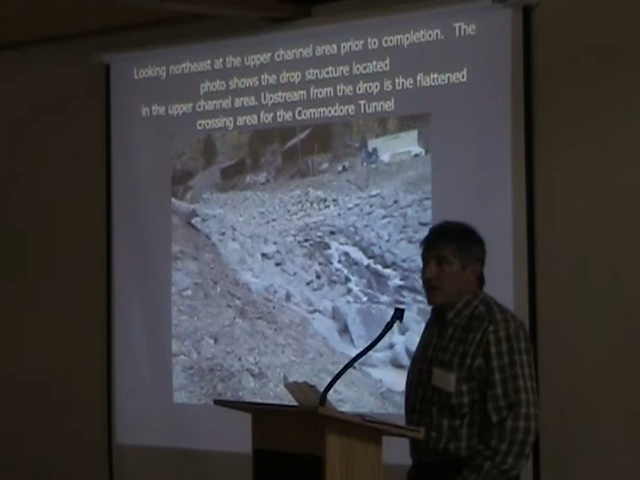 Looking northeast at the upper channel area prior to completion. The
photo shows the drop structure located
in the upper channel area. Upstream from the drop is the flattened
crossing area for the Commodore Tunnel